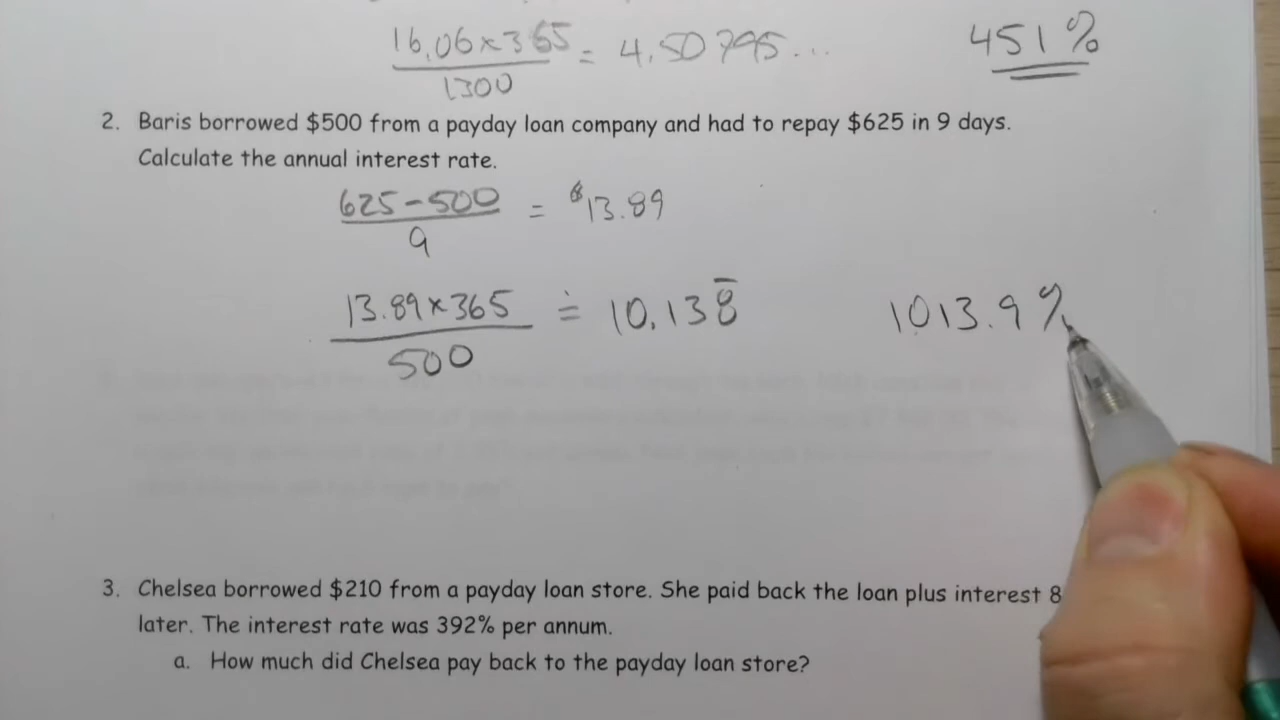 16.06×365 / 1300 = 4.50795... 451%
2. Baris borrowed $500 from a payday loan company and had to repay $625 in 9 days.
Calculate the annual interest rate.
625-500 / 9 = $13.89
13.89×365 / 500 ≐ 10.138̅ 1013.9%
3. Chelsea borrowed $210 from a payday loan store. She paid back the loan plus interest 8
later. The interest rate was 392% per annum.
a. How much did Chelsea pay back to the payday loan store?